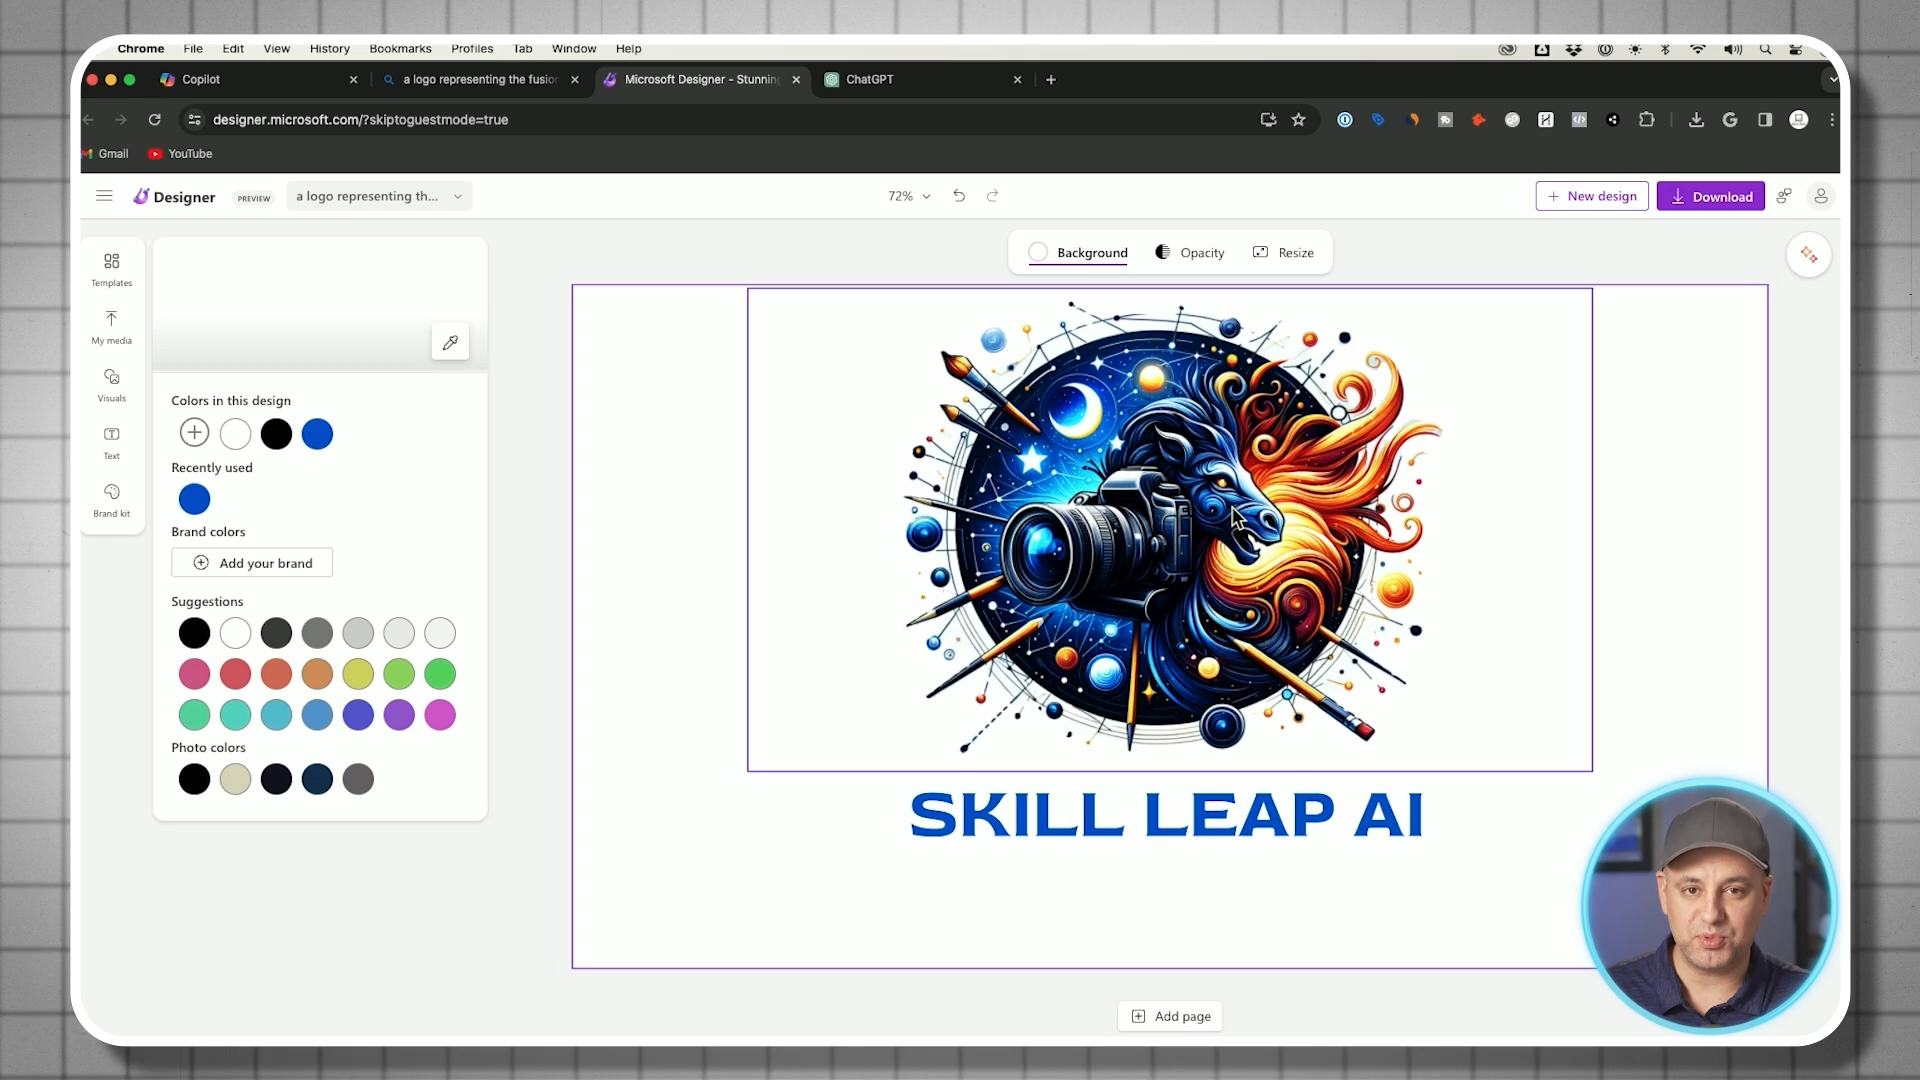 Chrome File Edit View History Bookmarks Profiles Tab Window Help
Copilot a logo representing the fusion Microsoft Designer - Stunning ChatGPT
designer.microsoft.com/?skiptoguestmode=true
Gmail YouTube
Designer PREVIEW a logo representing th... 72% New design Download
Background Opacity Resize
Templates
My media
Visuals
Text
Brand kit
Colors in this design
Recently used
Brand colors
Add your brand
Suggestions
Photo colors
SKILL LEAP AI
Add page